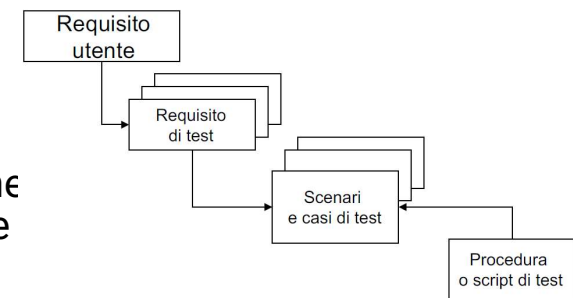 Requisito
utente
Requisito
di test
Scenari
e casi di test
Procedura
o script di test